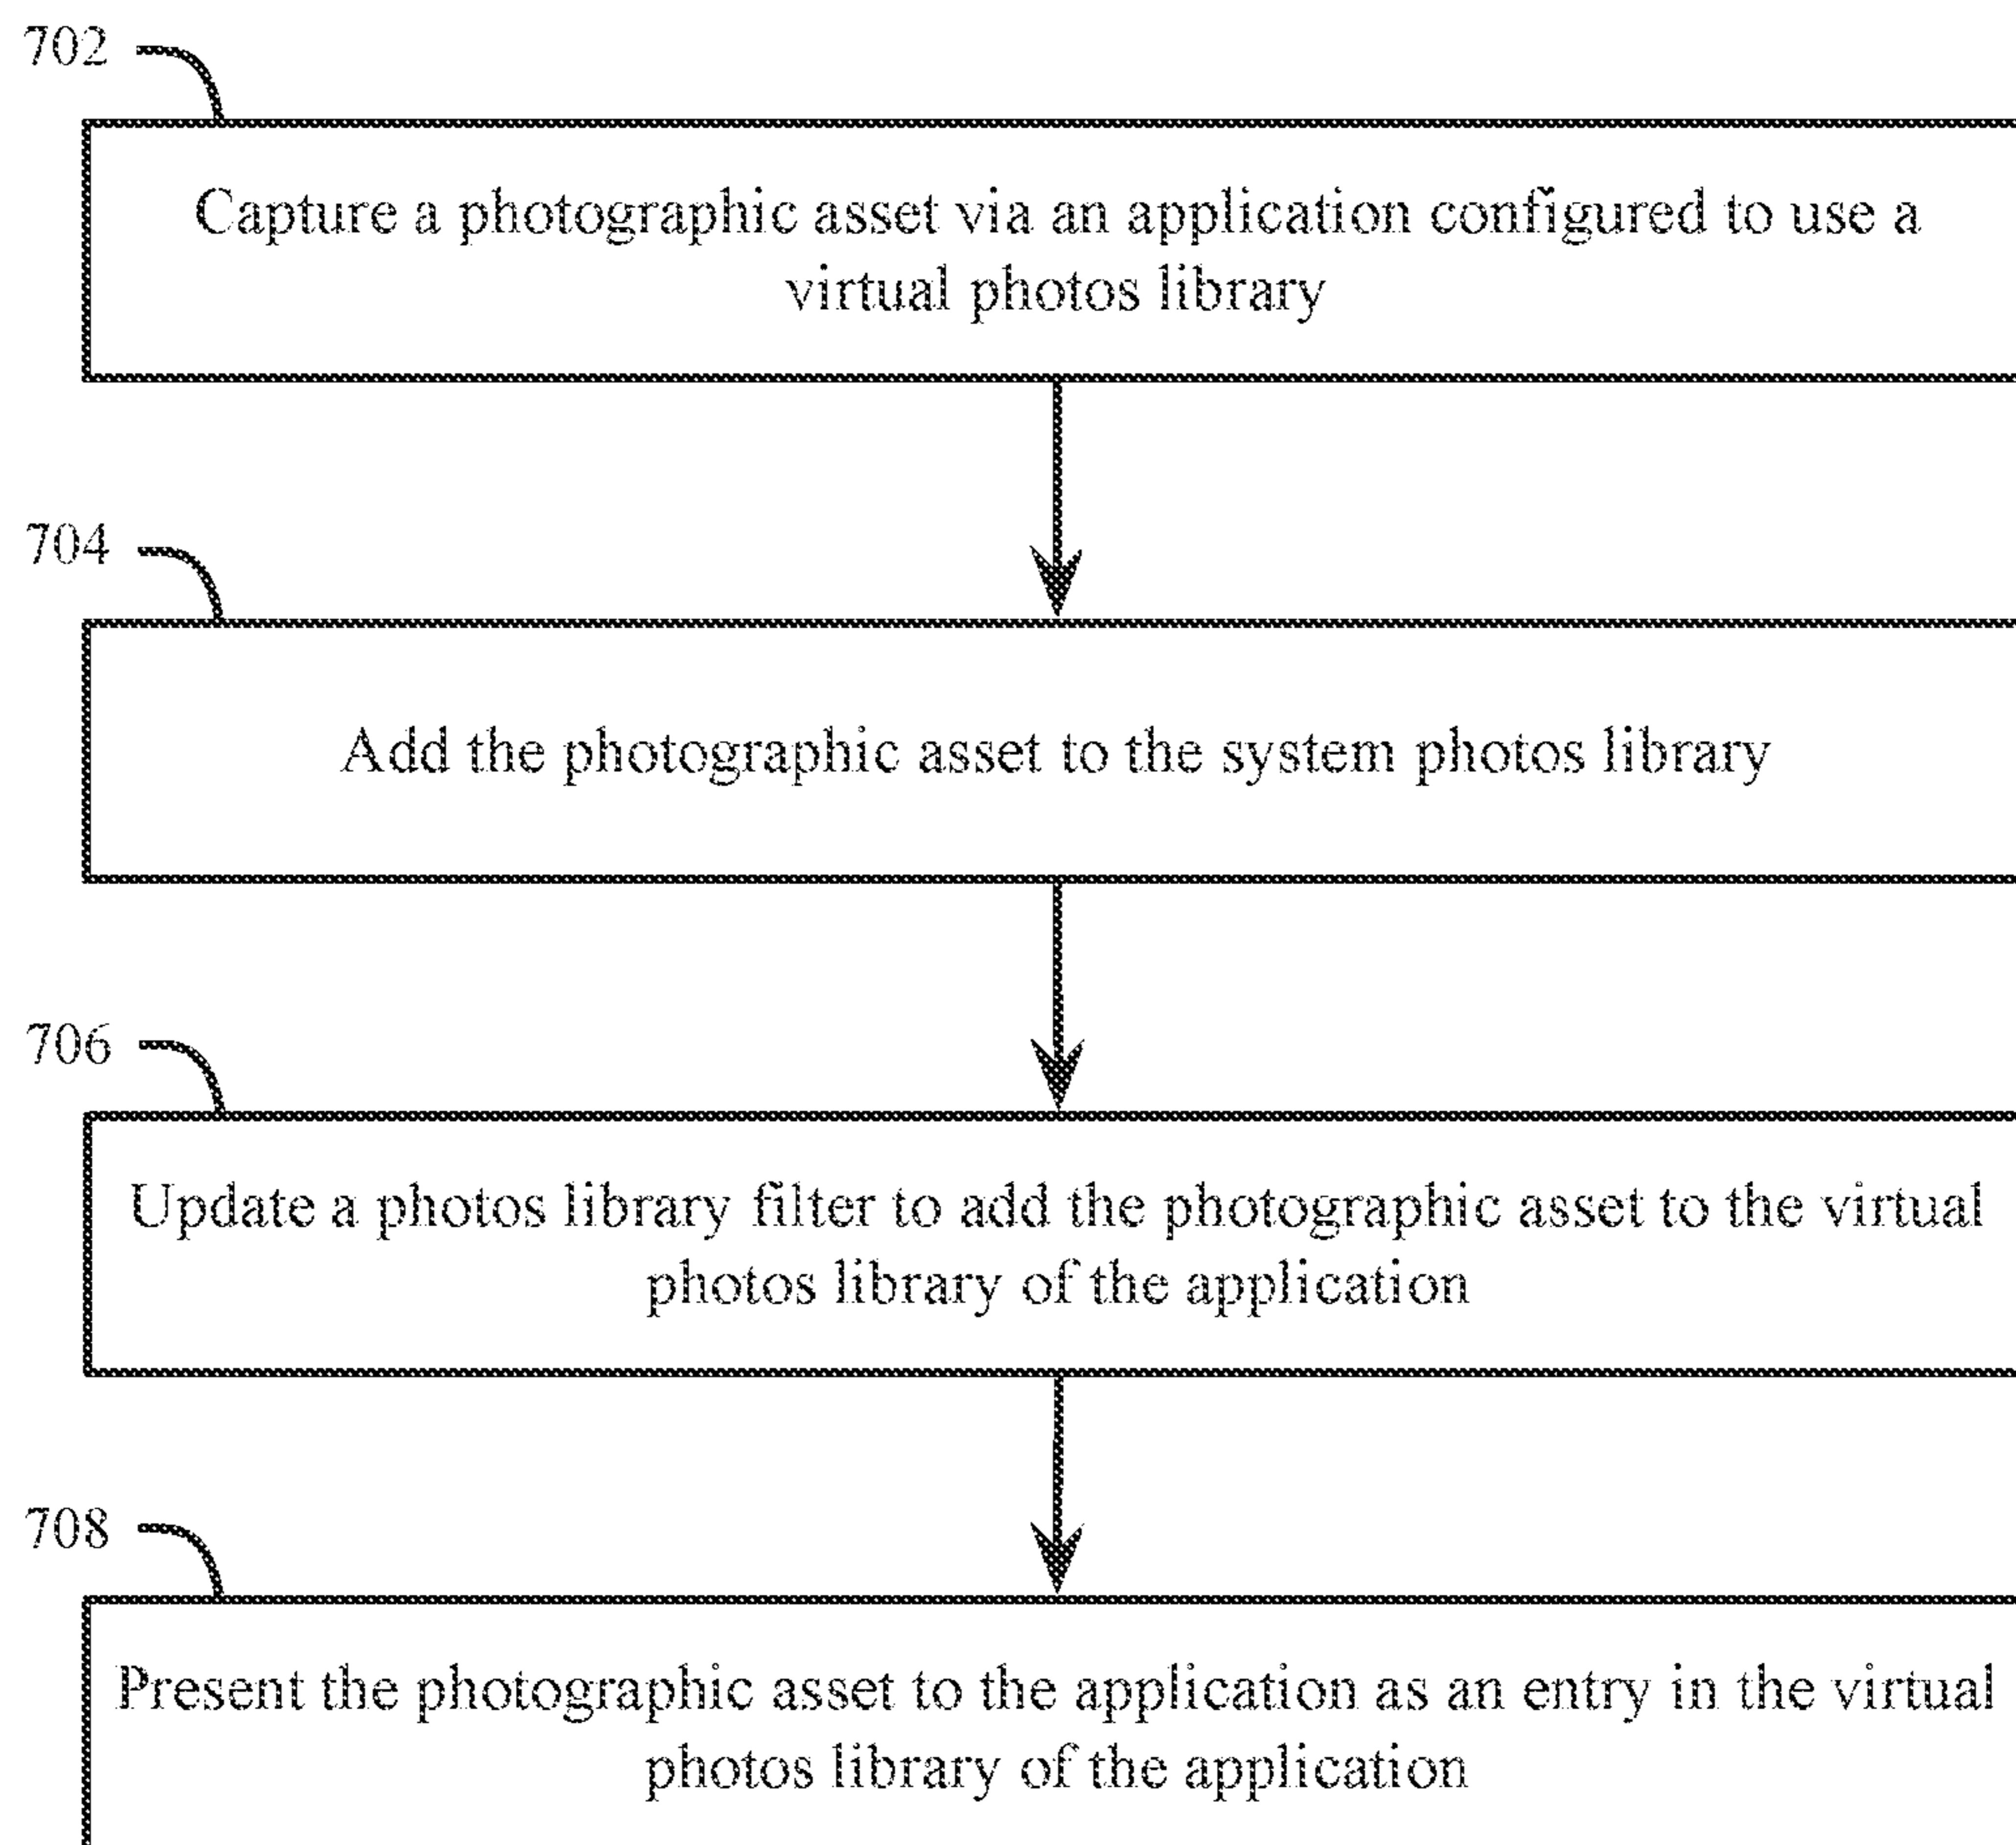 702
Capture a photographic asset via an application configured to use a
virtual photos library
704
Add the photographic asset to the system photos library
706
Update a photos library filter to add the photographic asset to the virtual
photos library of the application
708
Present the photographic asset to the application as an entry in the virtual
photos library of the application